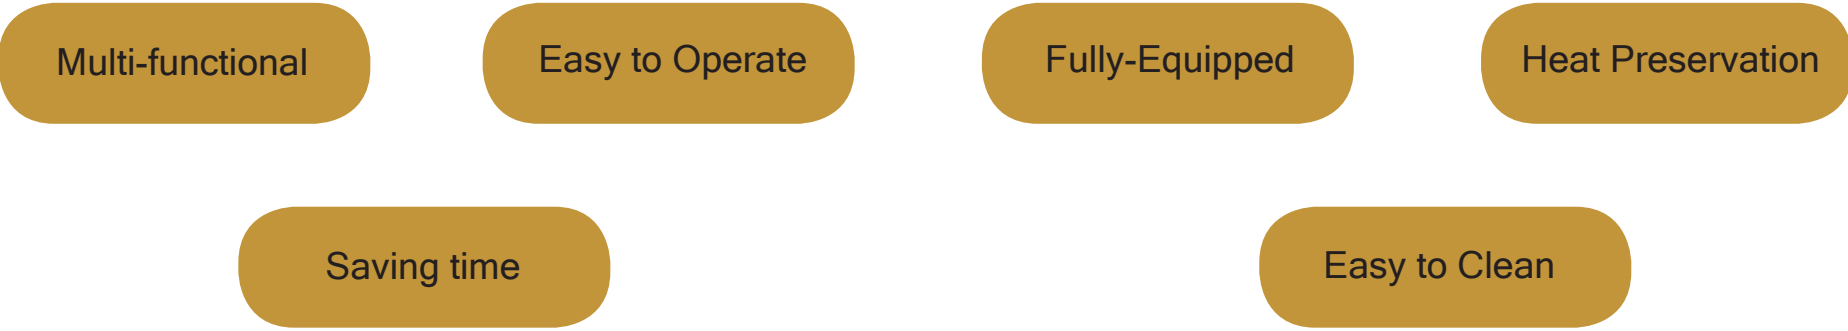 Multi-functional
Easy to Operate
Fully-Equipped
Heat Preservation
Saving time
Easy to Clean